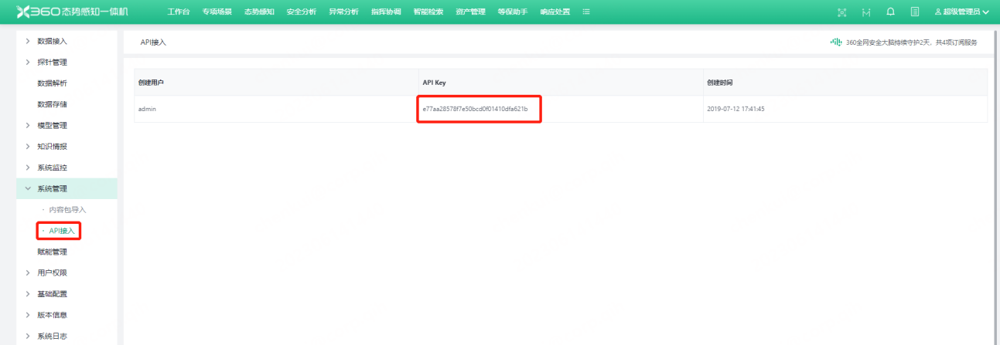 360态势感知一体机 工作台 专项场景 态势感知 安全分析 异常分析 指挥协调 智能检索 资产管理 等保助手 响应处置 超级管理员
数据接入
探针管理
数据解析
数据存储
模型管理
知识情报
系统监控
系统管理
· 内容包导入
· API接入
赋能管理
用户权限
基础配置
版本信息
系统日志
API接入 360全网安全大脑持续守护2天，共4项订阅服务
创建用户 API Key 创建时间
admin e77aa28578f7e50bcd0f01410dfa621b 2019-07-12 17:41:45